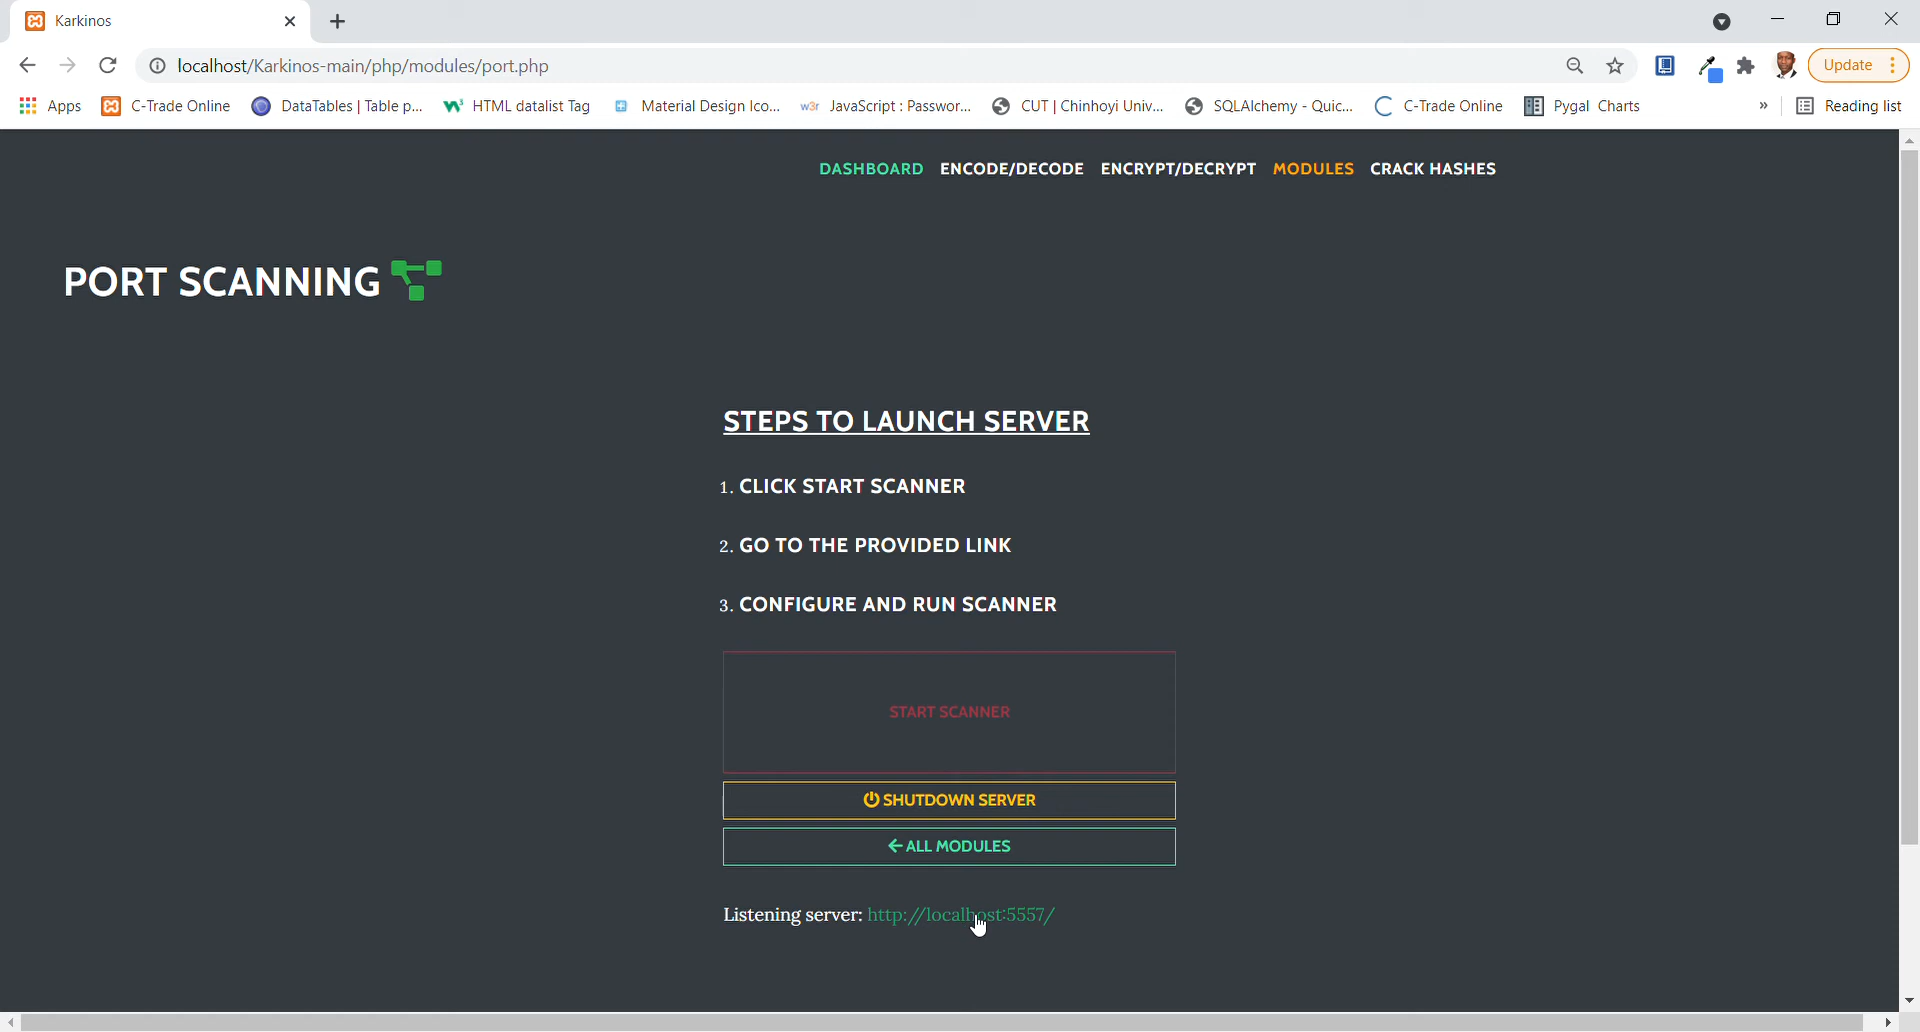 Karkinos
localhost/Karkinos-main/php/modules/port.php
Update
Apps C-Trade Online DataTables | Table p... HTML datalist Tag Material Design Ico... w3r JavaScript : Passwor... CUT | Chinhoyi Univ... SQLAlchemy - Quic... C-Trade Online Pygal Charts » Reading list
DASHBOARD ENCODE/DECODE ENCRYPT/DECRYPT MODULES CRACK HASHES
PORT SCANNING
STEPS TO LAUNCH SERVER
1. CLICK START SCANNER
2. GO TO THE PROVIDED LINK
3. CONFIGURE AND RUN SCANNER
START SCANNER
SHUTDOWN SERVER
ALL MODULES
Listening server: http://localhost:5557/